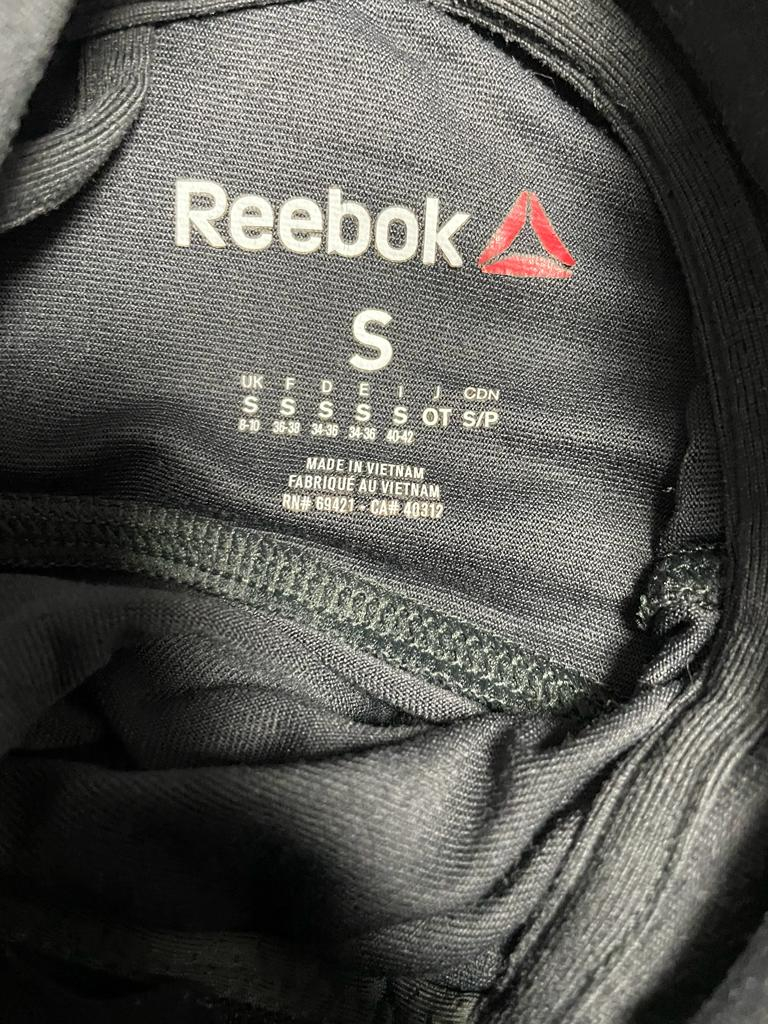 Reebok
S
UK F D E I J CDN
S S S S S OT S/P
8-10 36-38 34-36 34-36 40-42
MADE IN VIETNAM
FABRIQUÉ AU VIETNAM
RN# 69421 - CA# 40312